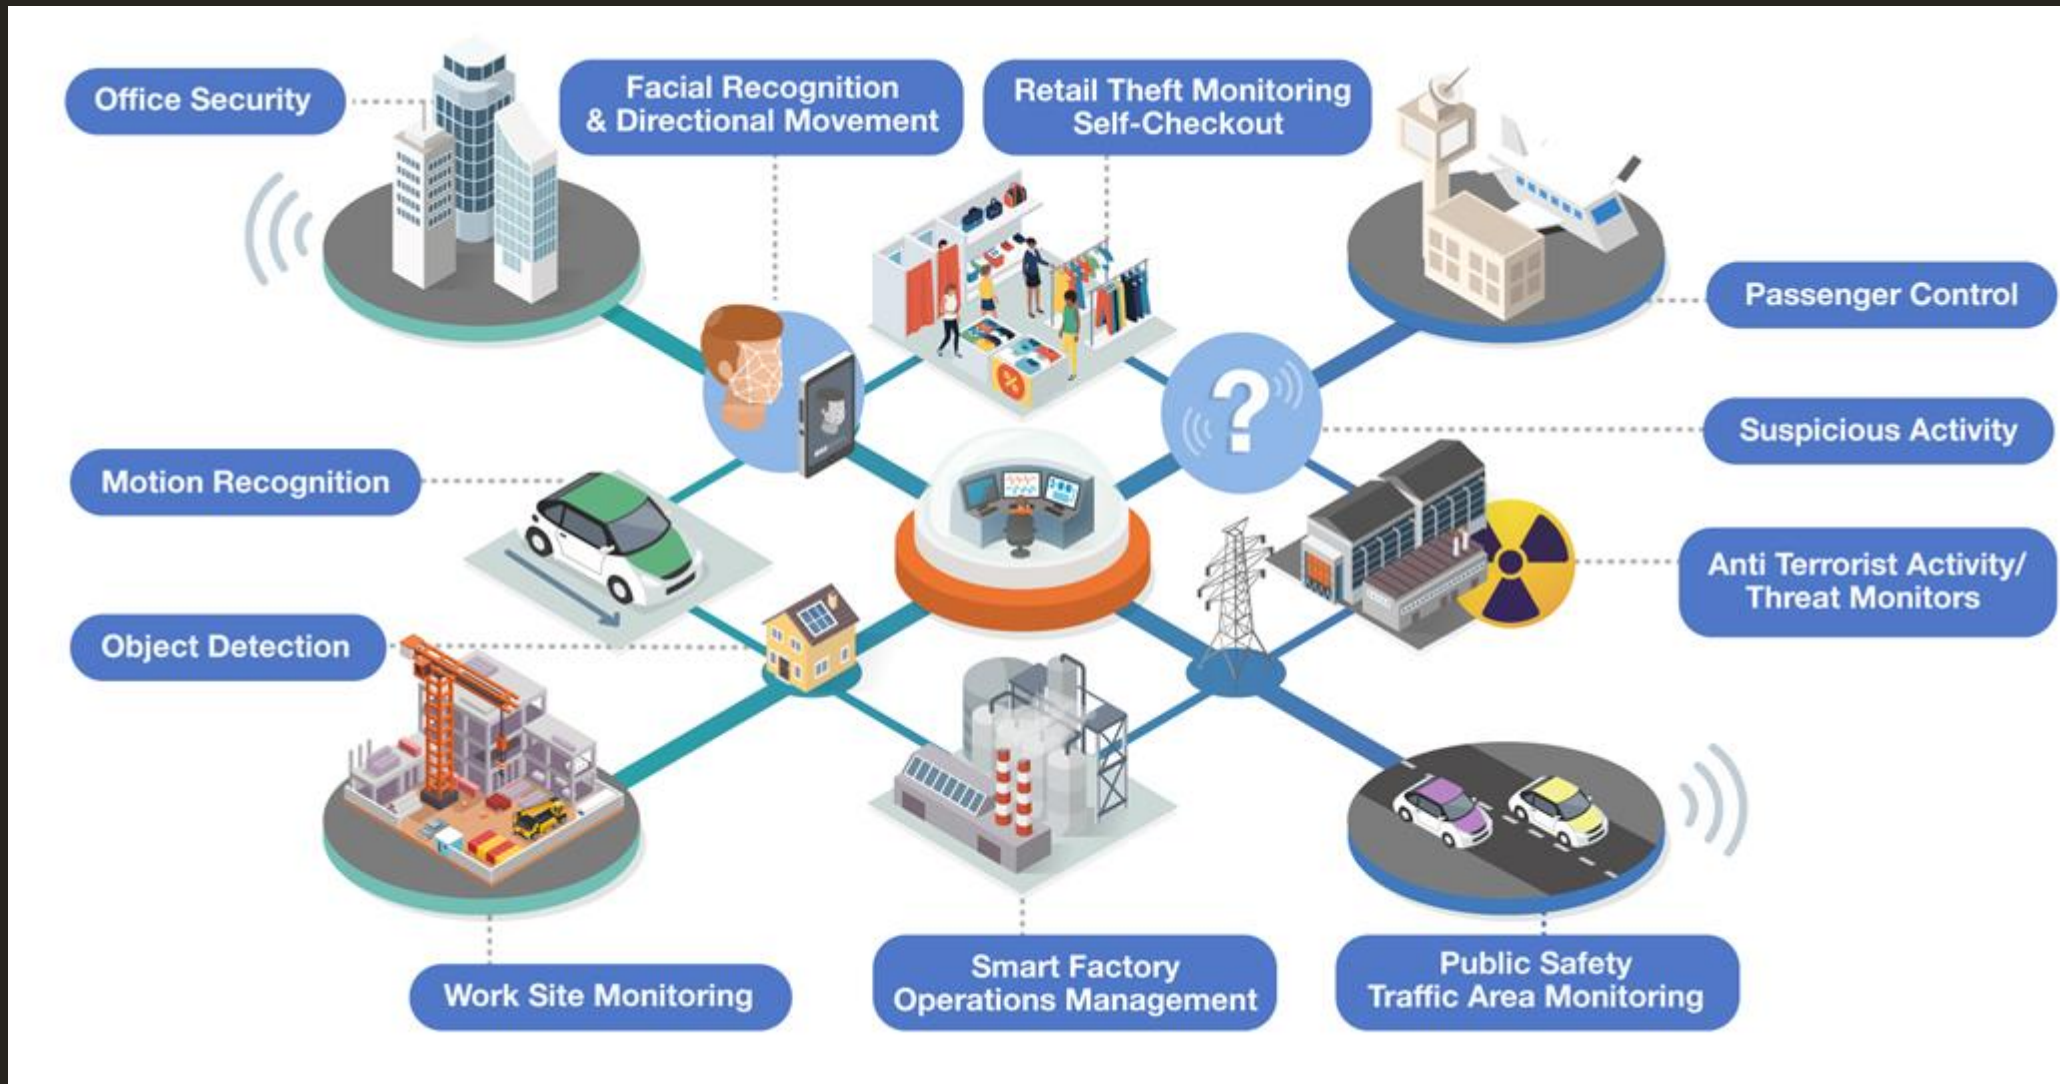 Office Security
Facial Recognition
& Directional Movement
Retail Theft Monitoring
Self-Checkout
Passenger Control
Suspicious Activity
Motion Recognition
Anti Terrorist Activity/
Threat Monitors
Object Detection
Work Site Monitoring
Smart Factory
Operations Management
Public Safety
Traffic Area Monitoring
?
%